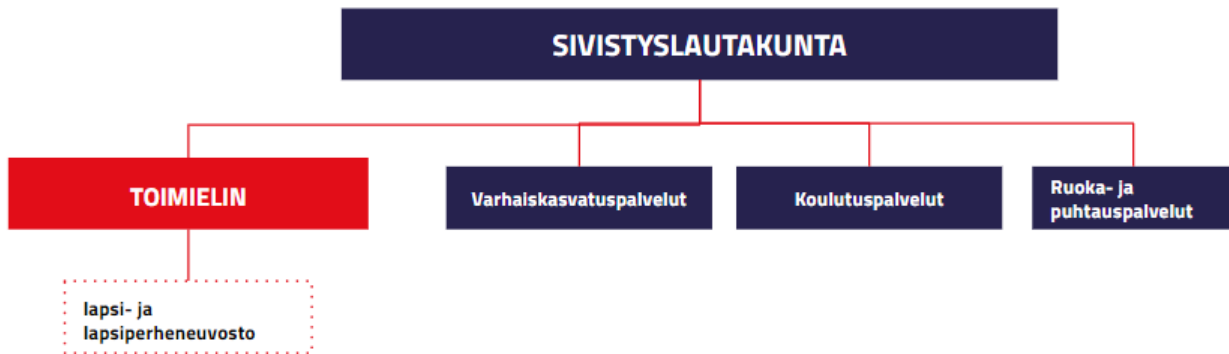 SIVISTYSLAUTAKUNTA
TOIMIELIN
Varhaiskasvatuspalvelut
Koulutuspalvelut
Ruoka- ja
puhtauspalvelut
lapsi- ja
lapsiperheneuvosto